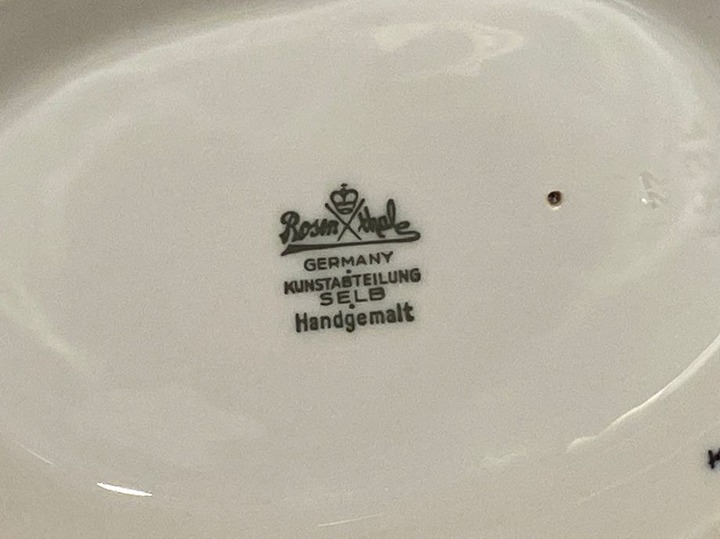 Rosenthal
GERMANY
KUNSTABTEILUNG
SELB
Handgemalt